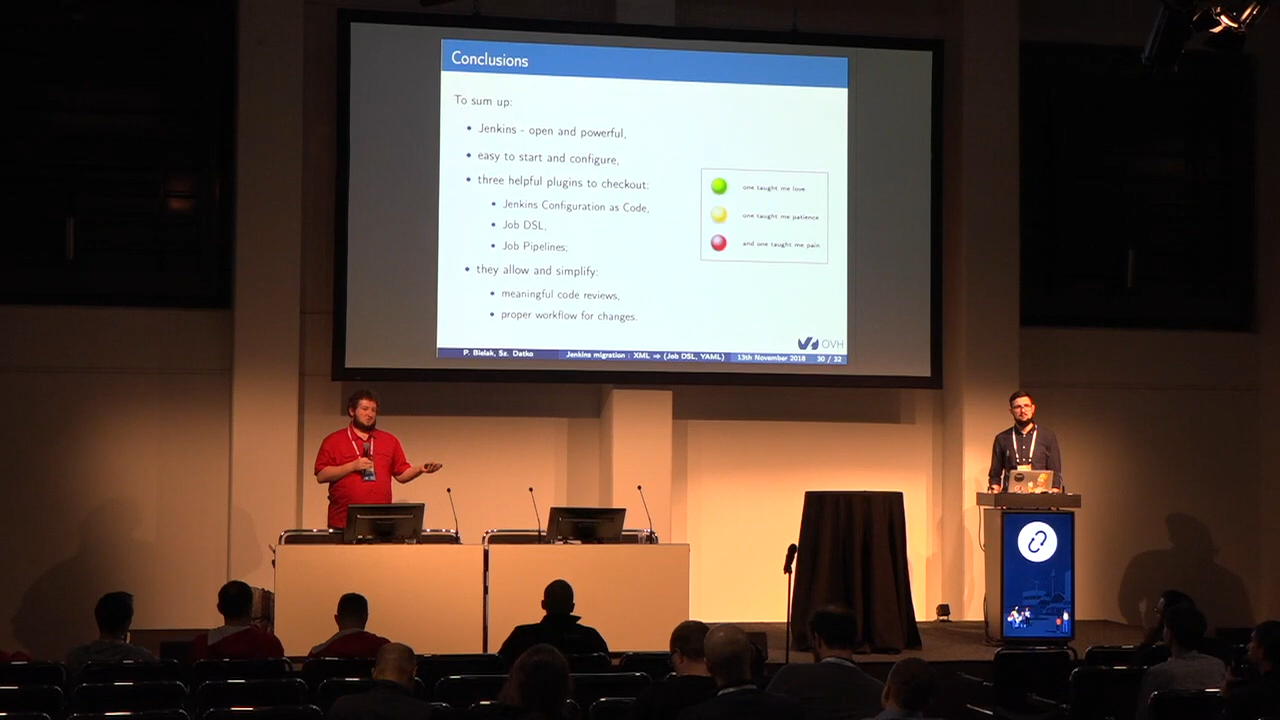 Conclusions
To sum up:
• Jenkins - open and powerful,
• easy to start and configure,
• three helpful plugins to checkout:
• Jenkins Configuration as Code,
• Job DSL,
• Job Pipelines;
• they allow and simplify:
• meaningful code reviews,
• proper workflow for changes.
one taught me love
one taught me patience
and one taught me pain
OVH
P. Bielak, Sz. Datko Jenkins migration : XML ⇒ (Job DSL, YAML) 13th November 2018 30 / 32